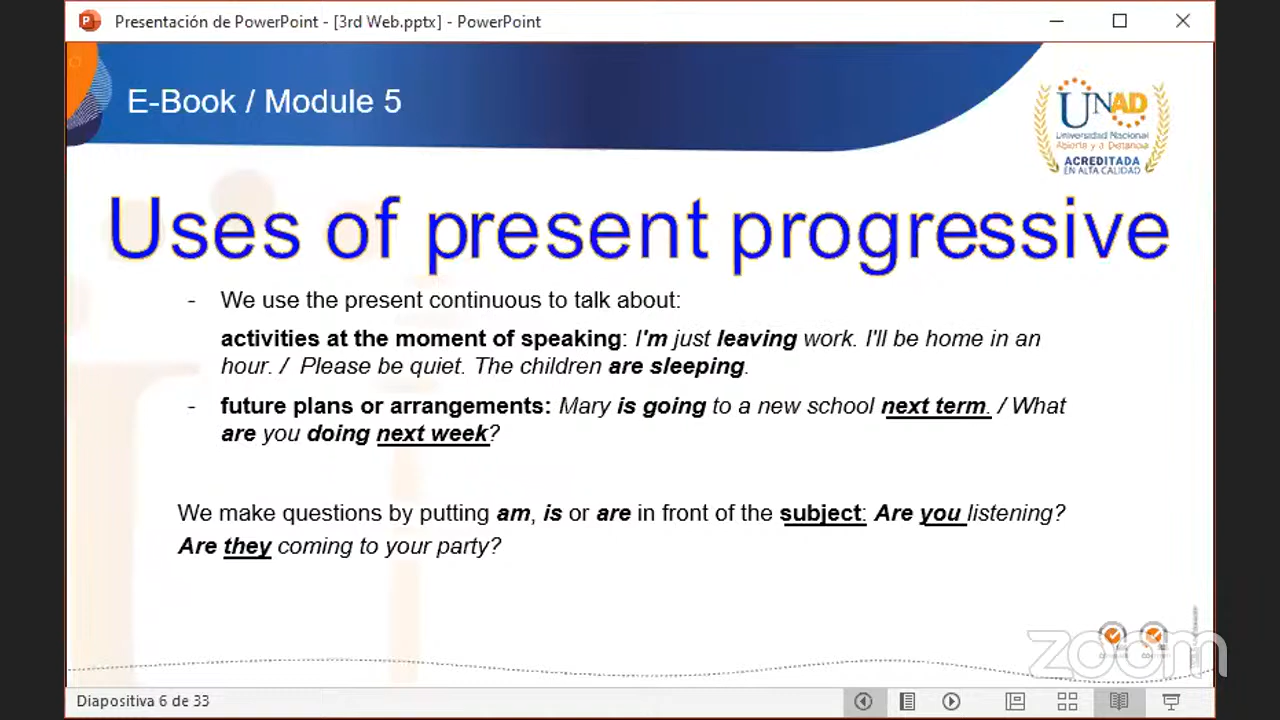 Presentación de PowerPoint - [3rd Web.pptx] - PowerPoint
E-Book / Module 5
UNAD
Universidad Nacional
Abierta y a Distancia
ACREDITADA
EN ALTA CALIDAD
Uses of present progressive
- We use the present continuous to talk about:
activities at the moment of speaking: I'm just leaving work. I'll be home in an
hour. / Please be quiet. The children are sleeping.
- future plans or arrangements: Mary is going to a new school next term. / What
are you doing next week?
We make questions by putting am, is or are in front of the subject: Are you listening?
Are they coming to your party?
zoom
Diapositiva 6 de 33